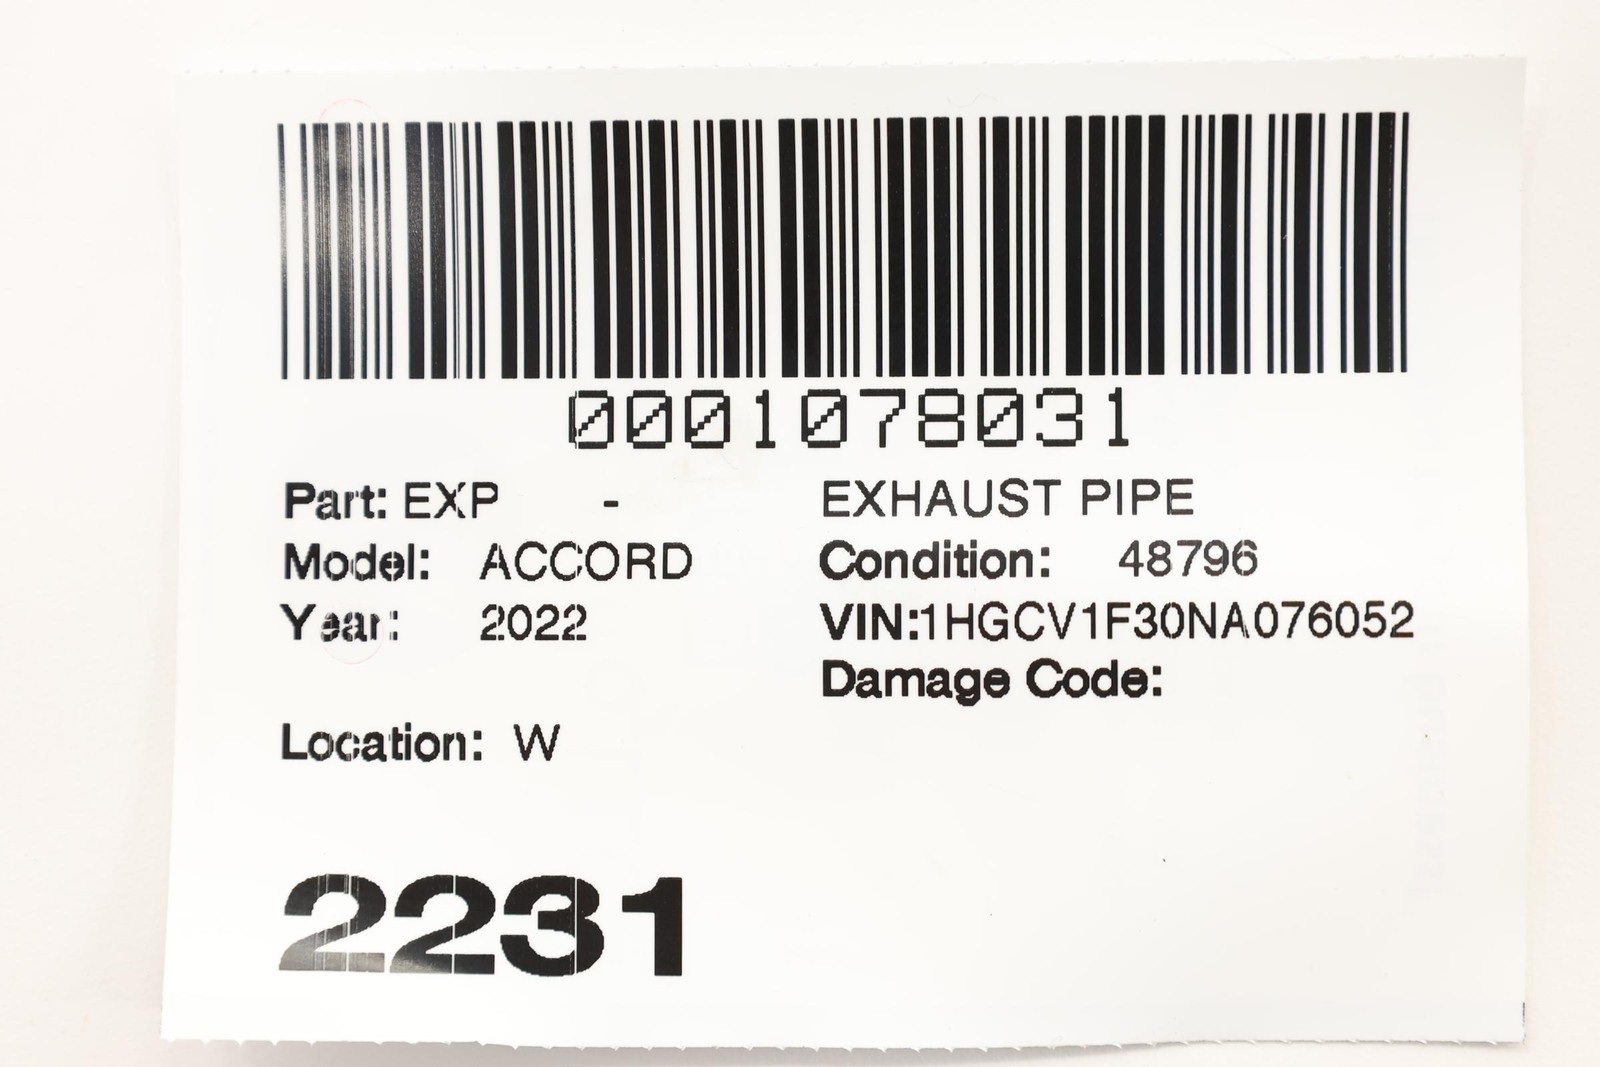 0001078031
Part: EXP - EXHAUST PIPE
Model: ACCORD Condition: 48796
Year: 2022 VIN:1HGCV1F30NA076052
Damage Code:
Location: W
2231